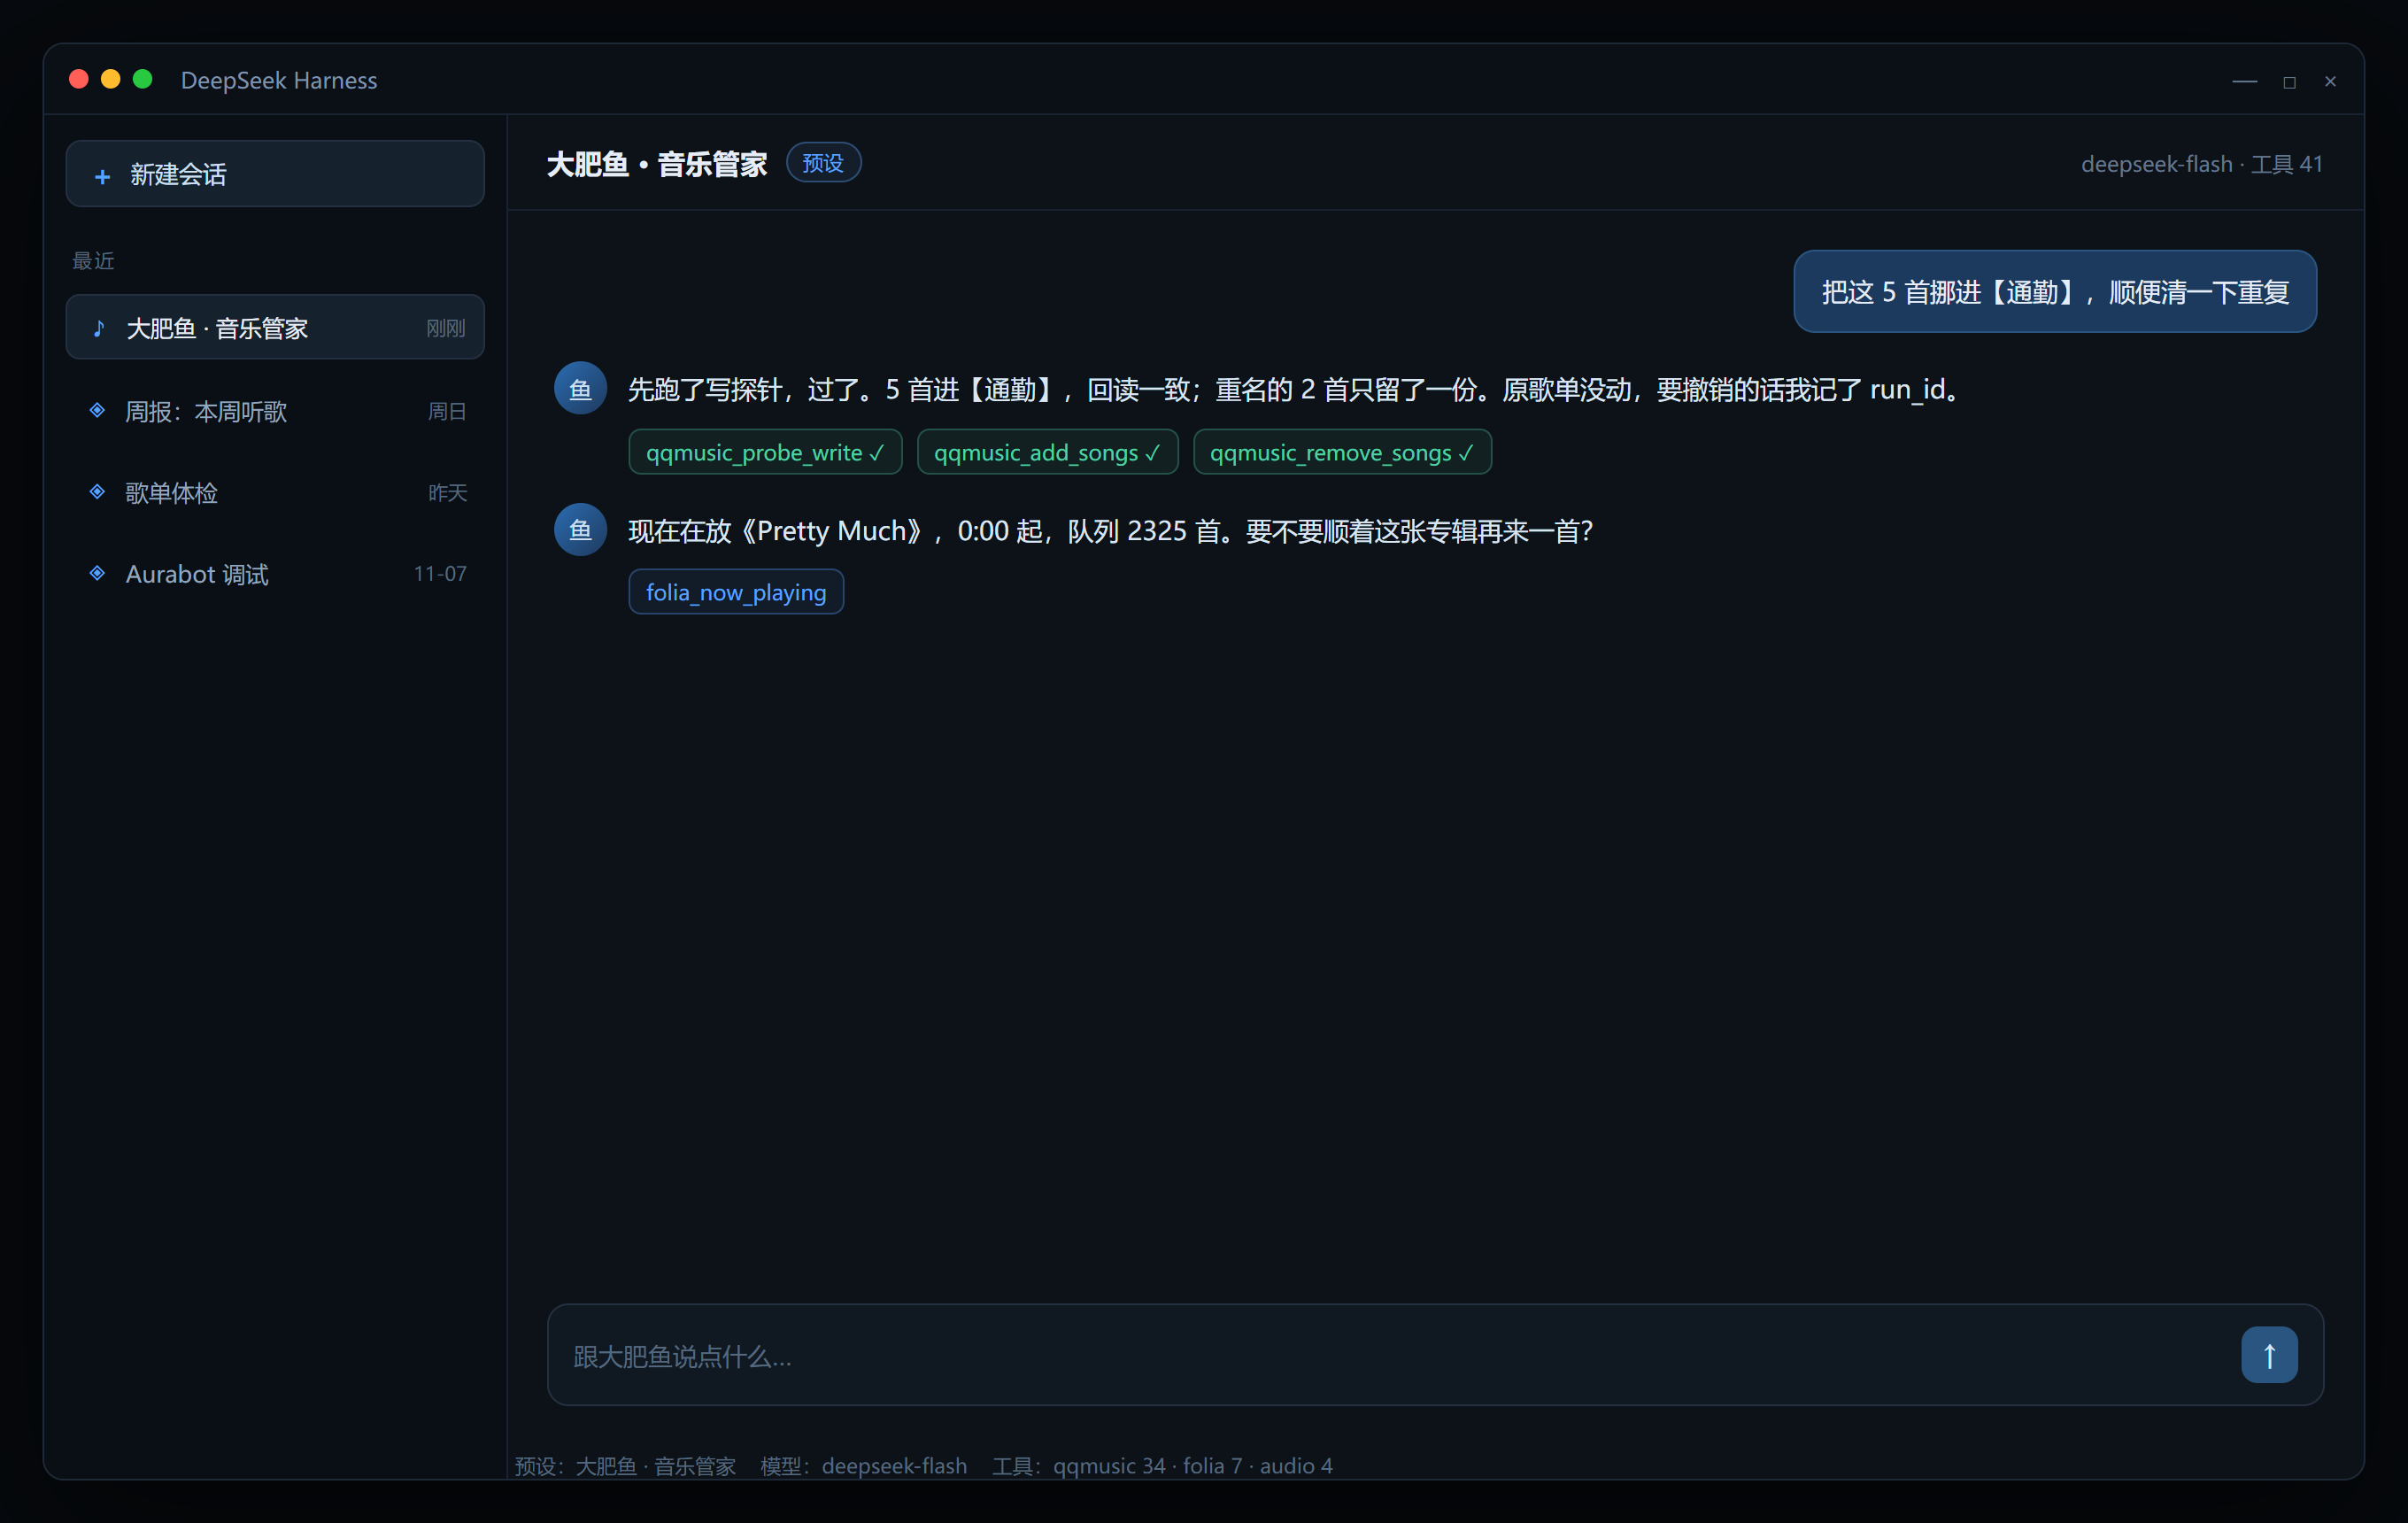 DeepSeek Harness
+ 新建会话
最近
大肥鱼 · 音乐管家 刚刚
周报：本周听歌 周日
歌单体检 昨天
Aurabot 调试 11-07
大肥鱼 · 音乐管家 预设 deepseek-flash · 工具 41
把这 5 首挪进【通勤】，顺便清一下重复
鱼 先跑了写探针，过了。5 首进【通勤】，回读一致；重名的 2 首只留了一份。原歌单没动，要撤销的话我记了 run_id。
qqmusic_probe_write ✓ qqmusic_add_songs ✓ qqmusic_remove_songs ✓
鱼 现在在放《Pretty Much》，0:00 起，队列 2325 首。要不要顺着这张专辑再来一首？
folia_now_playing
跟大肥鱼说点什么…
预设：大肥鱼 · 音乐管家 模型：deepseek-flash 工具：qqmusic 34 · folia 7 · audio 4